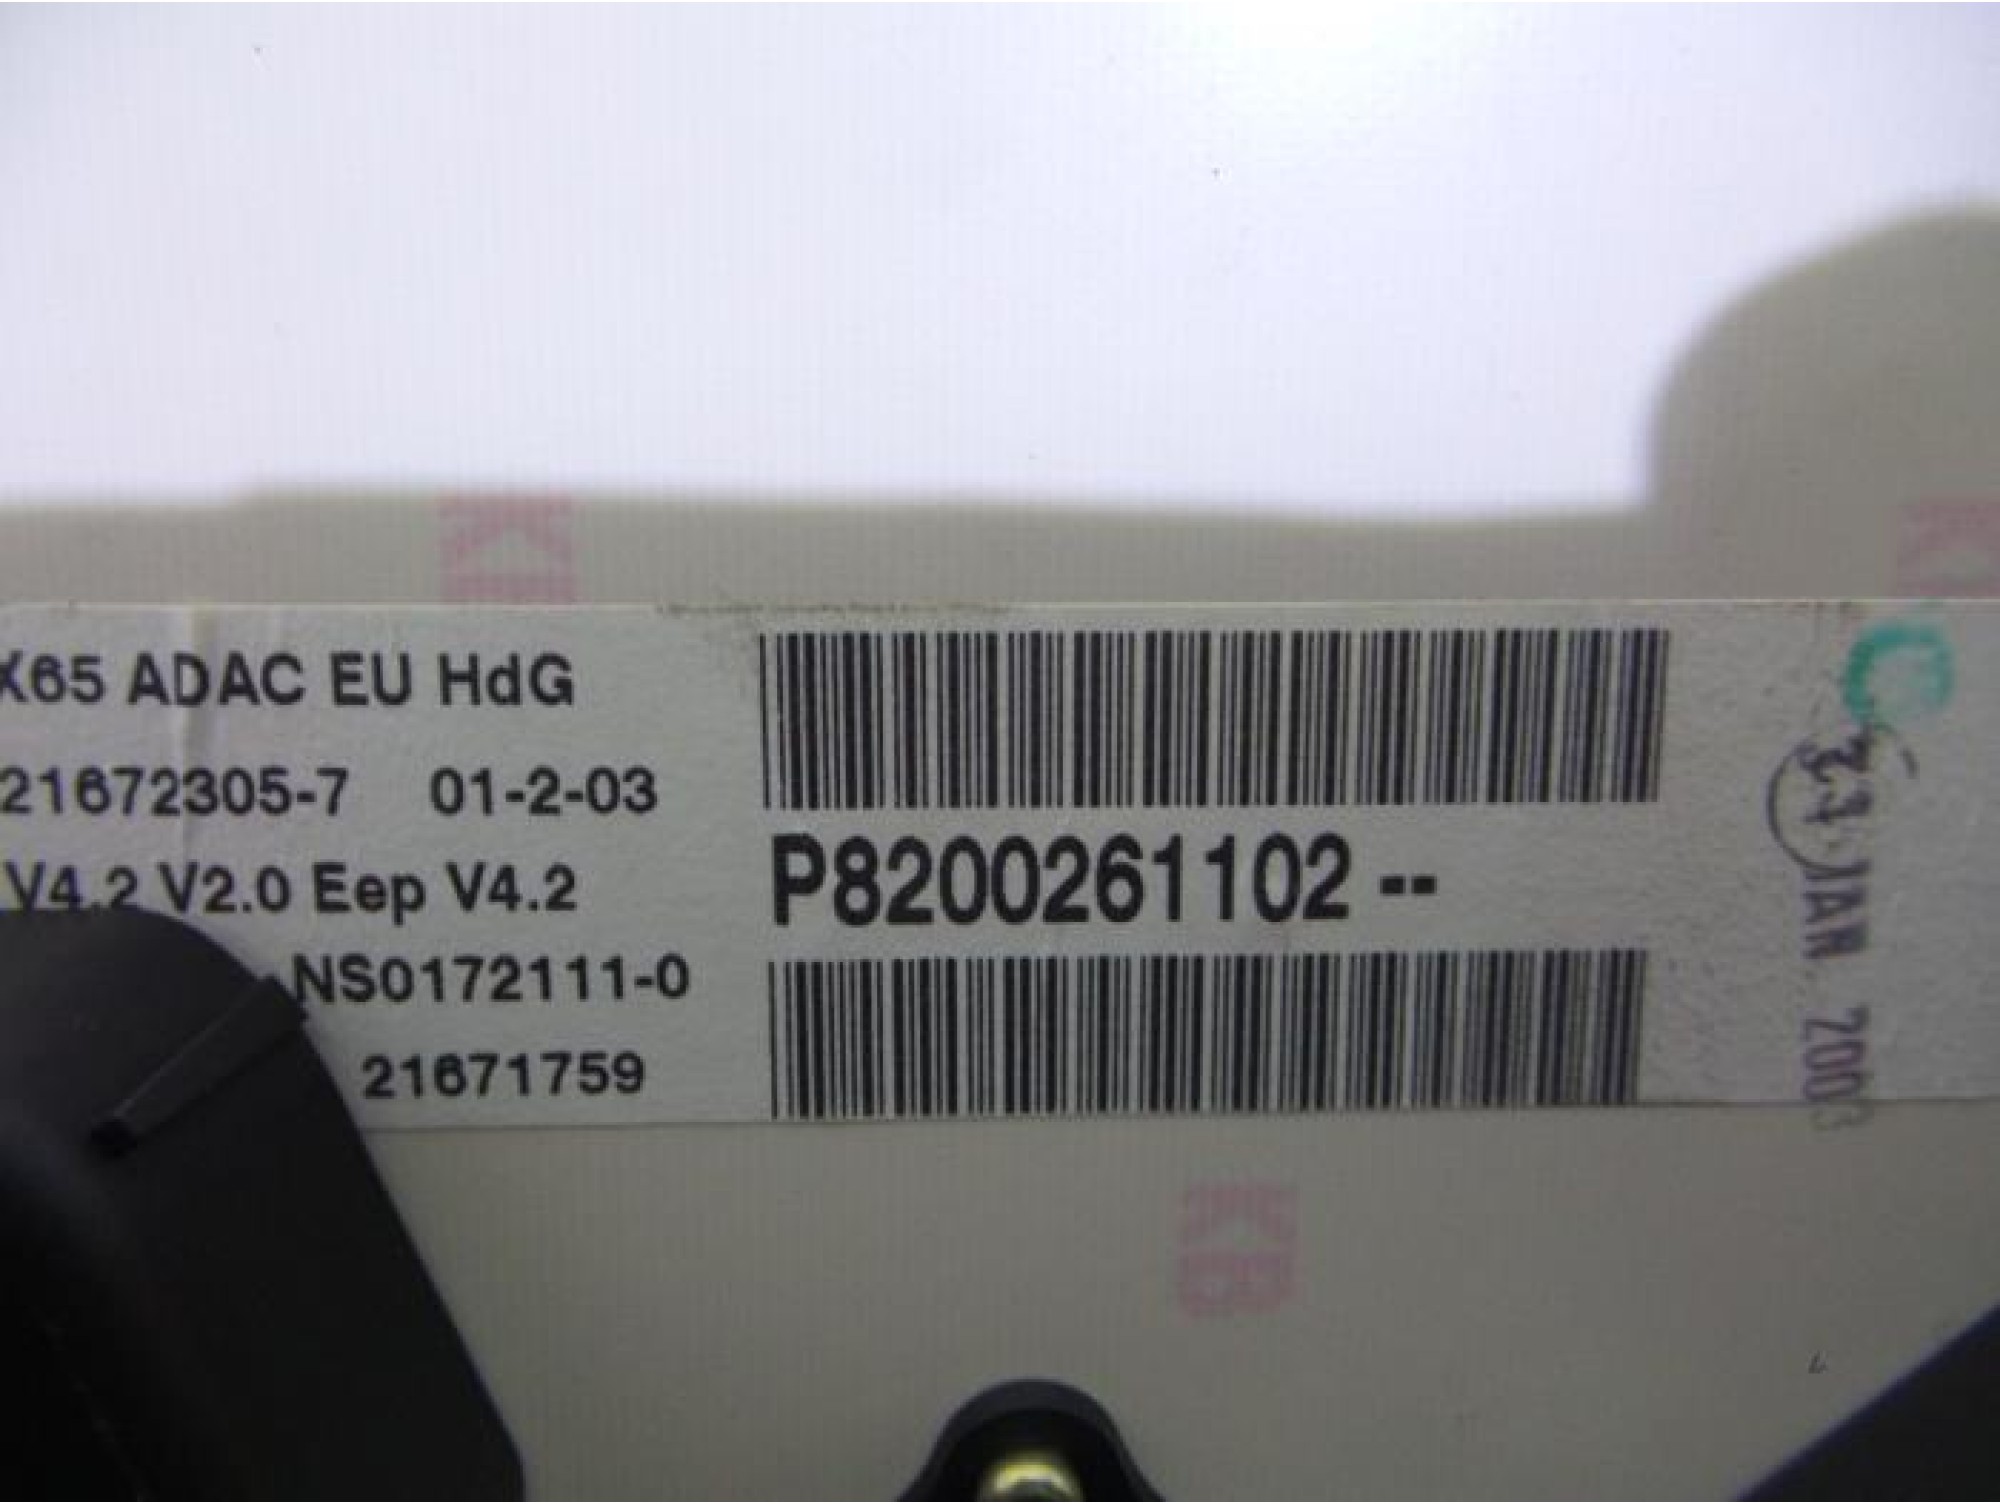 X65 ADAC EU HdG
21672305-7 01-2-03
V4.2 V2.0 Eep V4.2
NS0172111-0
21671759
P8200261102 --
C
JAN 2003
KB